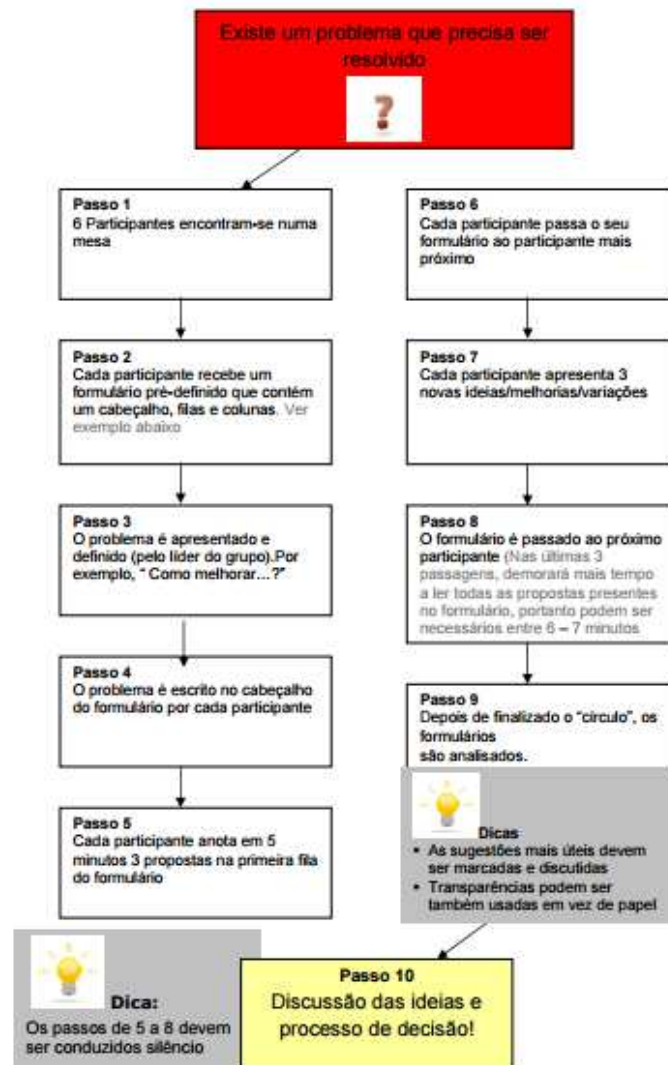 Existe um problema que precisa ser
resolvido
?
Passo 1
6 Participantes encontram-se numa
mesa
Passo 2
Cada participante recebe um
formulário pré-definido que contém
um cabeçalho, filas e colunas. Ver
exemplo abaixo
Passo 3
O problema é apresentado e
definido (pelo líder do grupo).Por
exemplo, “ Como melhorar…?”
Passo 4
O problema é escrito no cabeçalho
do formulário por cada participante
Passo 5
Cada participante anota em 5
minutos 3 propostas na primeira fila
do formulário
Dica:
Os passos de 5 a 8 devem
ser conduzidos silêncio
Passo 6
Cada participante passa o seu
formulário ao participante mais
próximo
Passo 7
Cada participante apresenta 3
novas ideias/melhorias/variações
Passo 8
O formulário é passado ao próximo
participante (Nas últimas 3
passagens, demorará mais tempo
a ler todas as propostas presentes
no formulário, portanto podem ser
necessários entre 6 – 7 minutos
Passo 9
Depois de finalizado o “círculo”, os
formulários
são analisados.
Dicas
• As sugestões mais úteis devem
ser marcadas e discutidas
• Transparências podem ser
também usadas em vez de papel
Passo 10
Discussão das ideias e
processo de decisão!